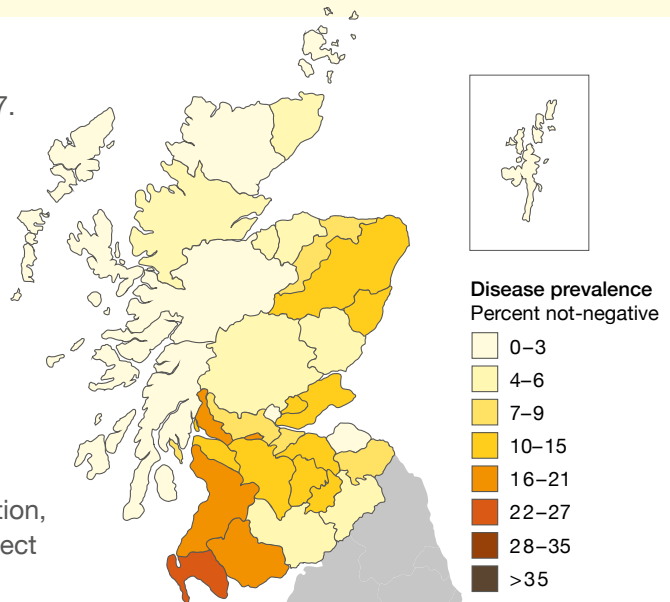 7.
tion,
ect
Disease prevalence
Percent not-negative
0–3
4–6
7–9
10–15
16–21
22–27
28–35
>35